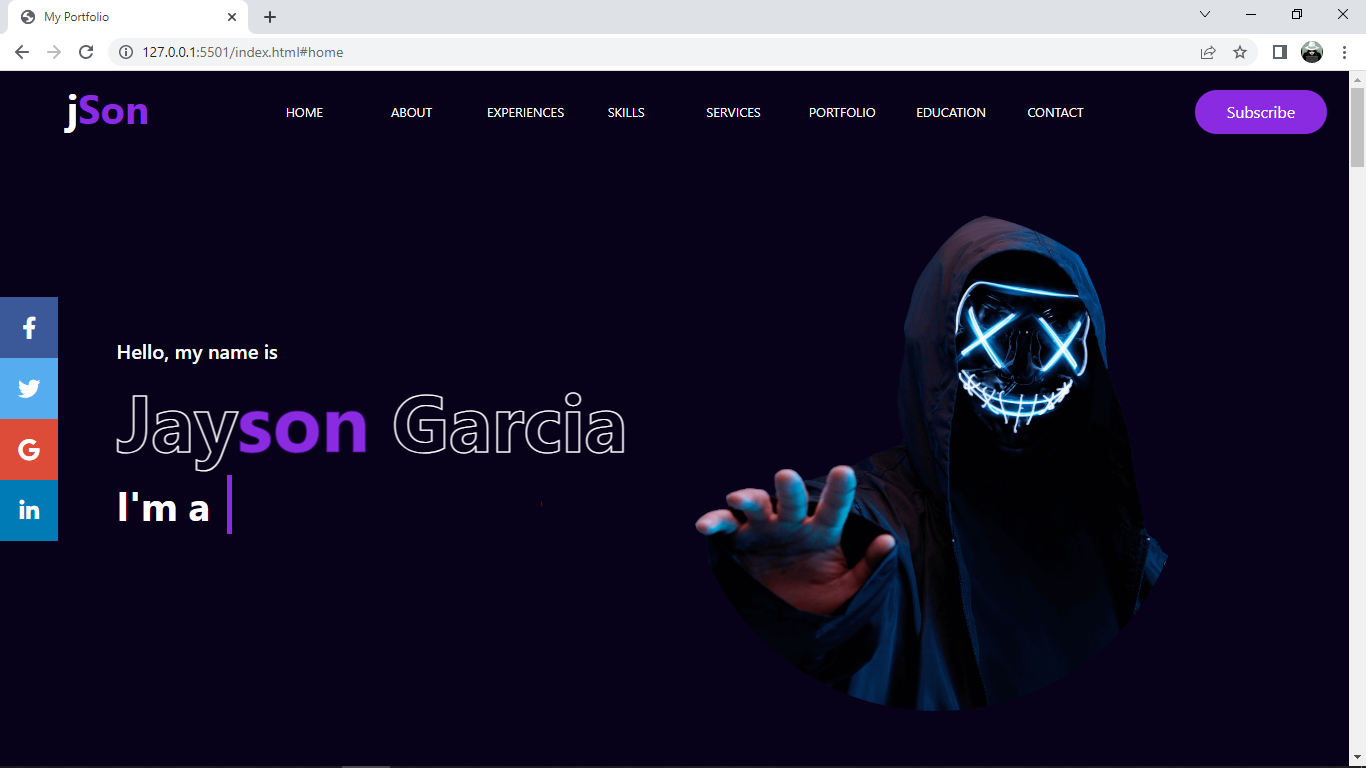 My Portfolio
127.0.0.1:5501/index.html#home
jSon
HOME ABOUT EXPERIENCES SKILLS SERVICES PORTFOLIO EDUCATION CONTACT
Subscribe
Hello, my name is
Jayson Garcia
I'm a